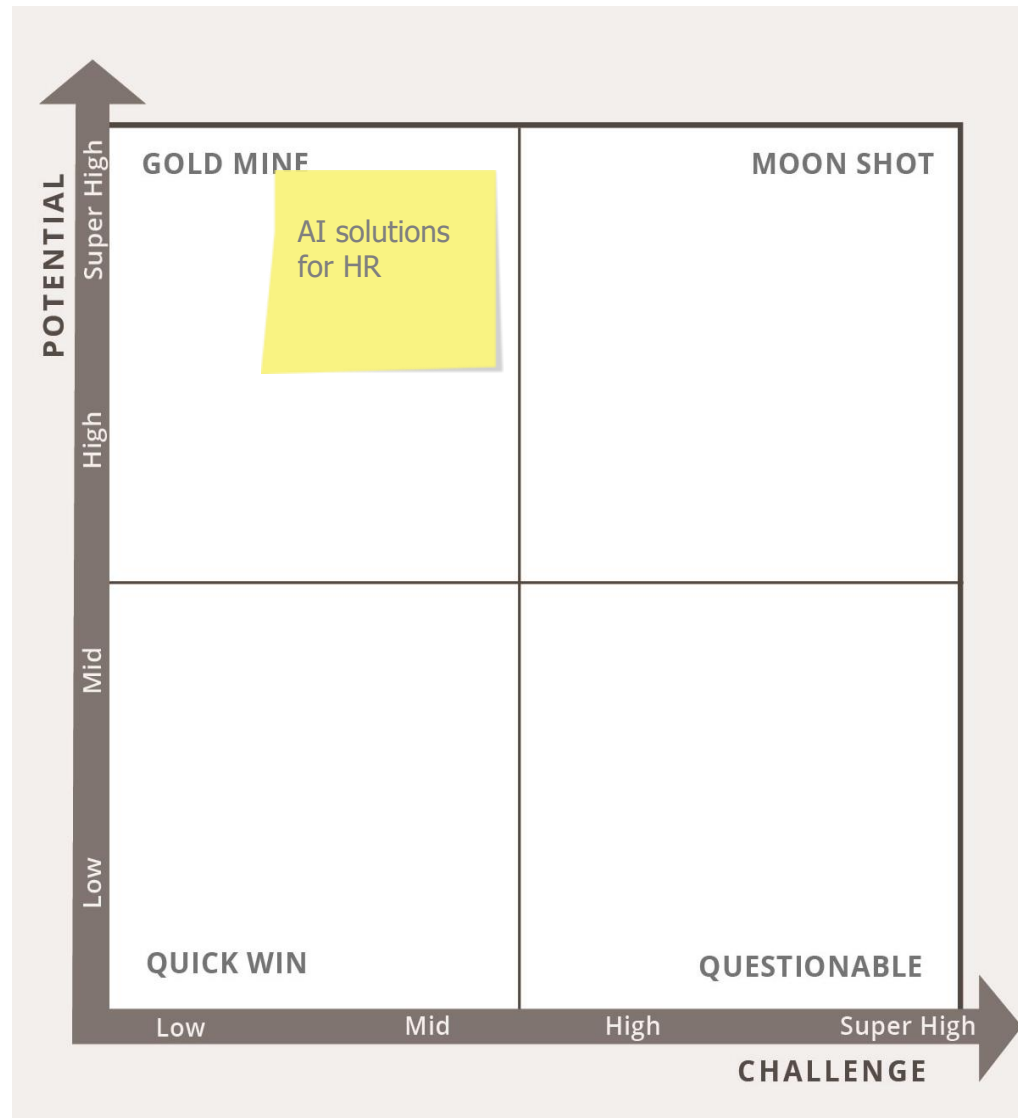 GOLD MINE
MOON SHOT
AI solutions
for HR
POTENTIAL
Super High
High
Mid
Low
QUICK WIN
QUESTIONABLE
Low
Mid
High
Super High
CHALLENGE